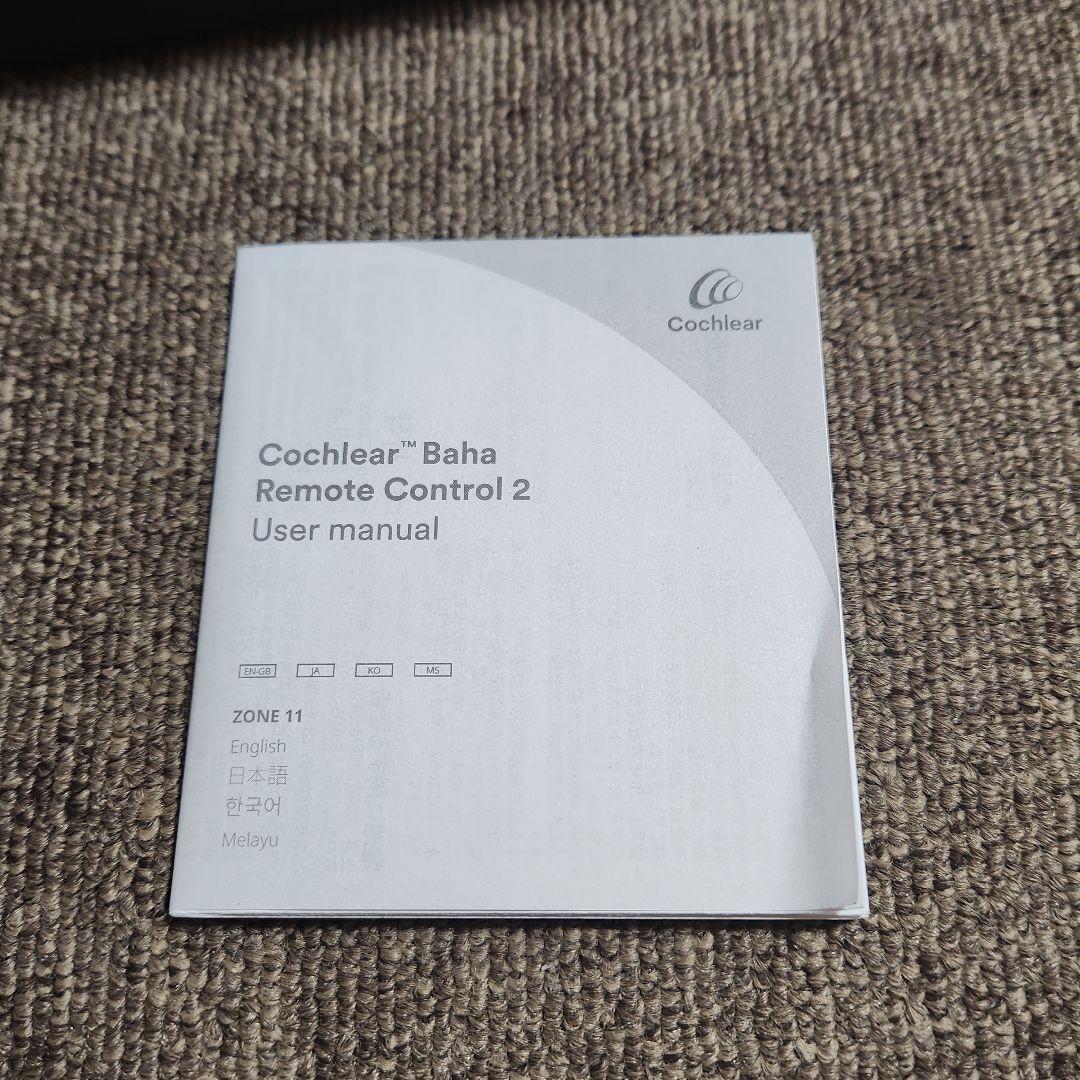 Cochlear
Cochlear™ Baha
Remote Control 2
User manual
EN-GB JA KO MS
ZONE 11
English
日本語
한국어
Melayu